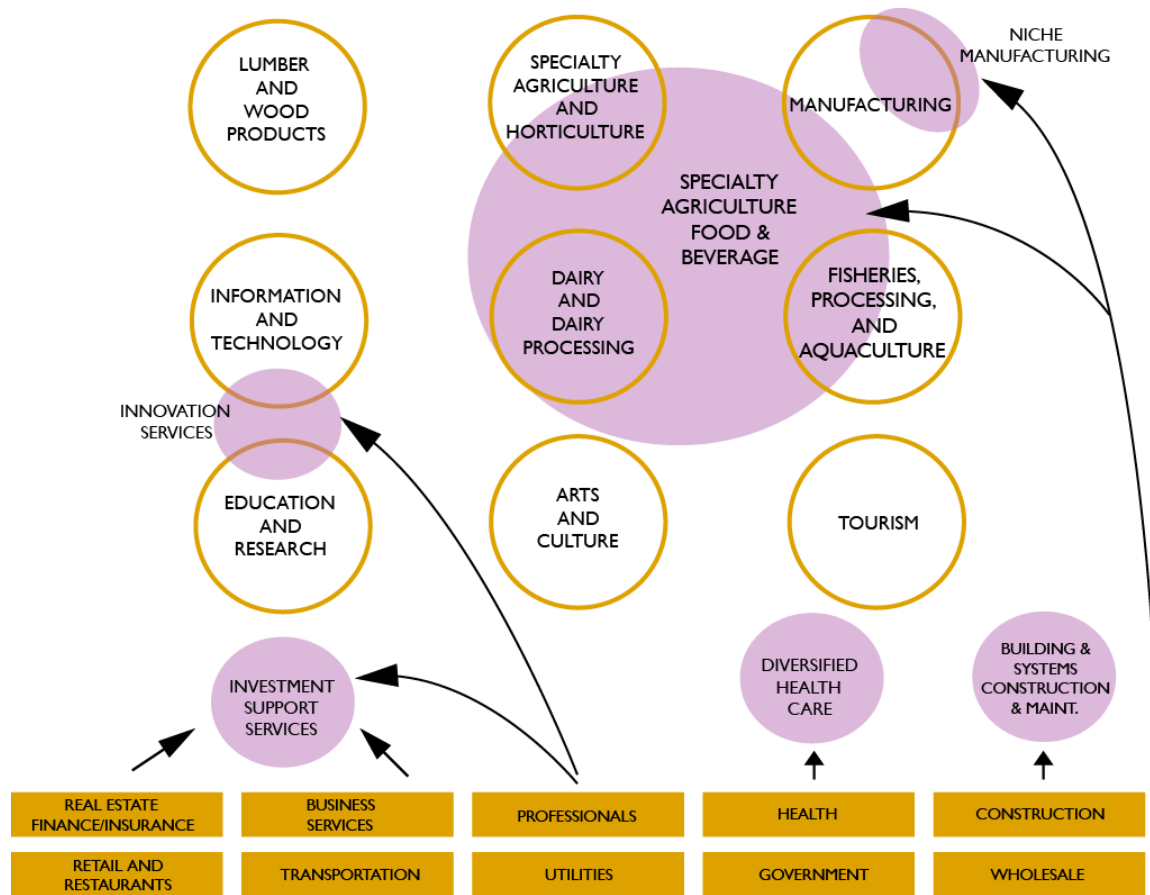 LUMBER
AND
WOOD
PRODUCTS
SPECIALTY
AGRICULTURE
AND
HORTICULTURE
MANUFACTURING
NICHE
MANUFACTURING
SPECIALTY
AGRICULTURE
FOOD &
BEVERAGE
INFORMATION
AND
TECHNOLOGY
DAIRY
AND
DAIRY
PROCESSING
FISHERIES,
PROCESSING,
AND
AQUACULTURE
INNOVATION
SERVICES
EDUCATION
AND
RESEARCH
ARTS
AND
CULTURE
TOURISM
INVESTMENT
SUPPORT
SERVICES
DIVERSIFIED
HEALTH
CARE
BUILDING &
SYSTEMS
CONSTRUCTION
& MAINT.
REAL ESTATE
FINANCE/INSURANCE
BUSINESS
SERVICES
PROFESSIONALS
HEALTH
CONSTRUCTION
RETAIL AND
RESTAURANTS
TRANSPORTATION
UTILITIES
GOVERNMENT
WHOLESALE